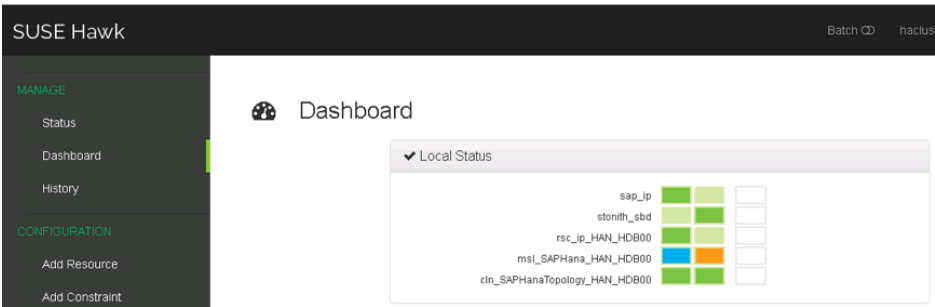 SUSE Hawk
Batch
haclus
MANAGE
Status
Dashboard
History
CONFIGURATION
Add Resource
Add Constraint
Dashboard
Local Status
sap_ip
stonith_sbd
rsc_ip_HAN_HDB00
msl_SAPHana_HAN_HDB00
cln_SAPHanaTopology_HAN_HDB00